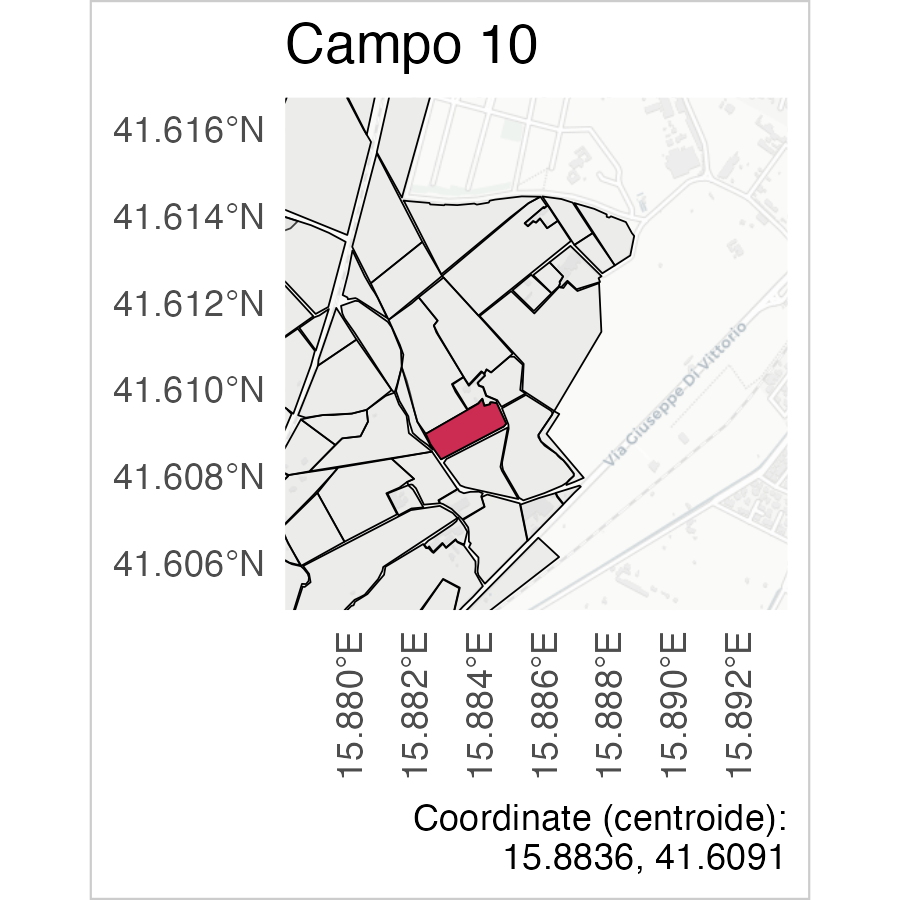 Campo 10
41.616°N
41.614°N
41.612°N
41.610°N
41.608°N
41.606°N
Via Giuseppe Di Vittorio
15.880°E
15.882°E
15.884°E
15.886°E
15.888°E
15.890°E
15.892°E
Coordinate (centroide):
15.8836, 41.6091